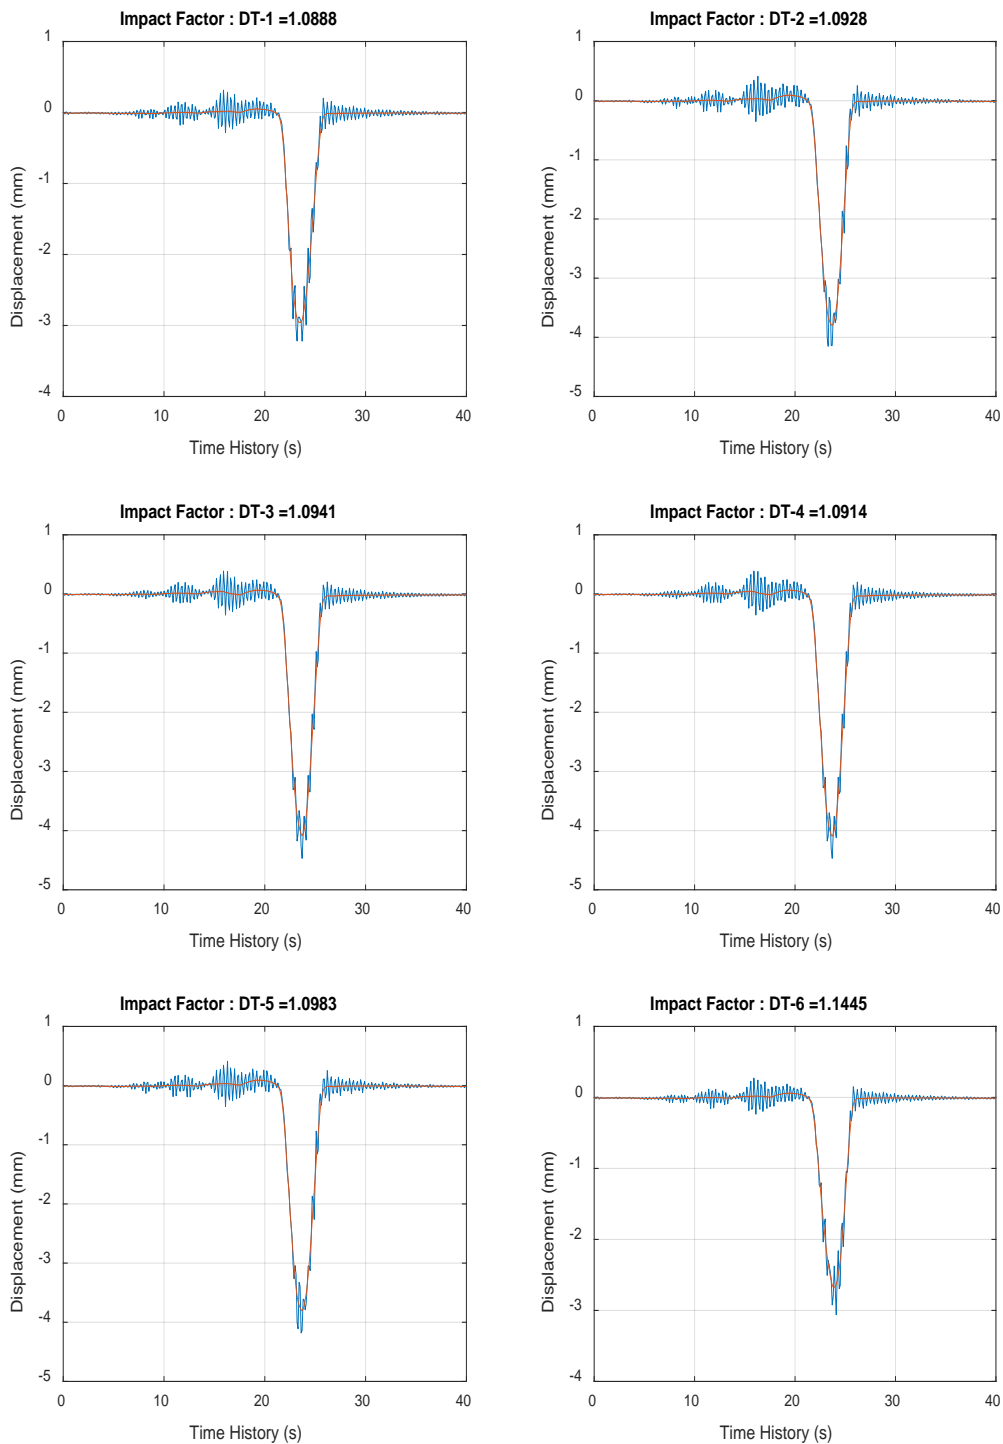 Impact Factor : DT-1 =1.0888
1
0
-1
-2
-3
-4
Displacement (mm)
0 10 20 30 40
Time History (s)
Impact Factor : DT-2 =1.0928
1
0
-1
-2
-3
-4
-5
Displacement (mm)
0 10 20 30 40
Time History (s)
Impact Factor : DT-3 =1.0941
1
0
-1
-2
-3
-4
-5
Displacement (mm)
0 10 20 30 40
Time History (s)
Impact Factor : DT-4 =1.0914
1
0
-1
-2
-3
-4
-5
Displacement (mm)
0 10 20 30 40
Time History (s)
Impact Factor : DT-5 =1.0983
1
0
-1
-2
-3
-4
-5
Displacement (mm)
0 10 20 30 40
Time History (s)
Impact Factor : DT-6 =1.1445
1
0
-1
-2
-3
-4
Displacement (mm)
0 10 20 30 40
Time History (s)